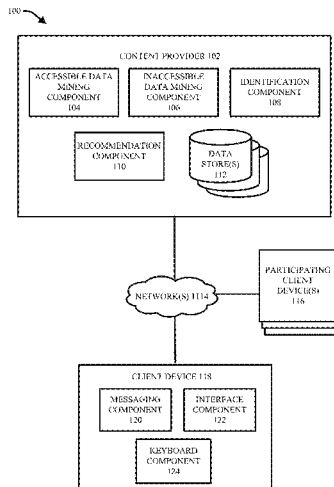 100
CONTENT PROVIDER 102
ACCESSIBLE DATA
MINING
COMPONENT
104
INACCESSIBLE
DATA MINING
COMPONENT
106
IDENTIFICATION
COMPONENT
108
RECOMMENDATION
COMPONENT
110
DATA
STORE(S)
112
NETWORK(S) 1114
PARTICIPATING
CLIENT
DEVICE(S)
116
CLIENT DEVICE 118
MESSAGING
COMPONENT
120
INTERFACE
COMPONENT
122
KEYBOARD
COMPONENT
124